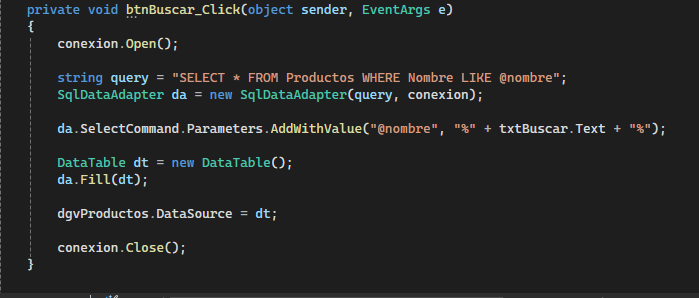 private void btnBuscar_Click(object sender, EventArgs e)
{
conexion.Open();
string query = "SELECT * FROM Productos WHERE Nombre LIKE @nombre";
SqlDataAdapter da = new SqlDataAdapter(query, conexion);
da.SelectCommand.Parameters.AddWithValue("@nombre", "%" + txtBuscar.Text + "%");
DataTable dt = new DataTable();
da.Fill(dt);
dgvProductos.DataSource = dt;
conexion.Close();
}